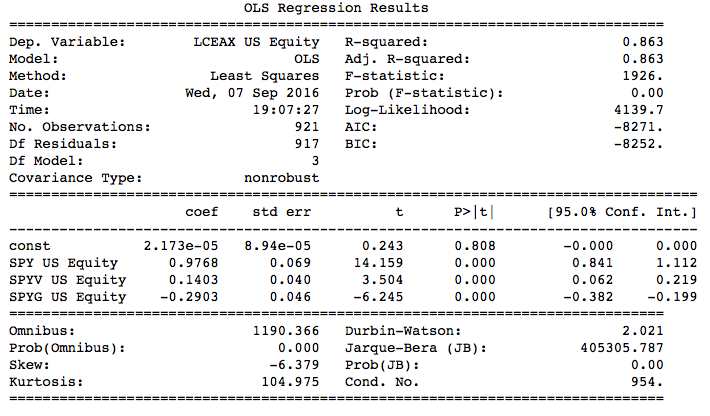 OLS Regression Results
==============================================================================
Dep. Variable: LCEAX US Equity R-squared: 0.863
Model: OLS Adj. R-squared: 0.863
Method: Least Squares F-statistic: 1926.
Date: Wed, 07 Sep 2016 Prob (F-statistic): 0.00
Time: 19:07:27 Log-Likelihood: 4139.7
No. Observations: 921 AIC: -8271.
Df Residuals: 917 BIC: -8252.
Df Model: 3
Covariance Type: nonrobust
==================================================================================
coef std err t P>|t| [95.0% Conf. Int.]
----------------------------------------------------------------------------------
const 2.173e-05 8.94e-05 0.243 0.808 -0.000 0.000
SPY US Equity 0.9768 0.069 14.159 0.000 0.841 1.112
SPYV US Equity 0.1403 0.040 3.504 0.000 0.062 0.219
SPYG US Equity -0.2903 0.046 -6.245 0.000 -0.382 -0.199
==============================================================================
Omnibus: 1190.366 Durbin-Watson: 2.021
Prob(Omnibus): 0.000 Jarque-Bera (JB): 405305.787
Skew: -6.379 Prob(JB): 0.00
Kurtosis: 104.975 Cond. No. 954.
==============================================================================